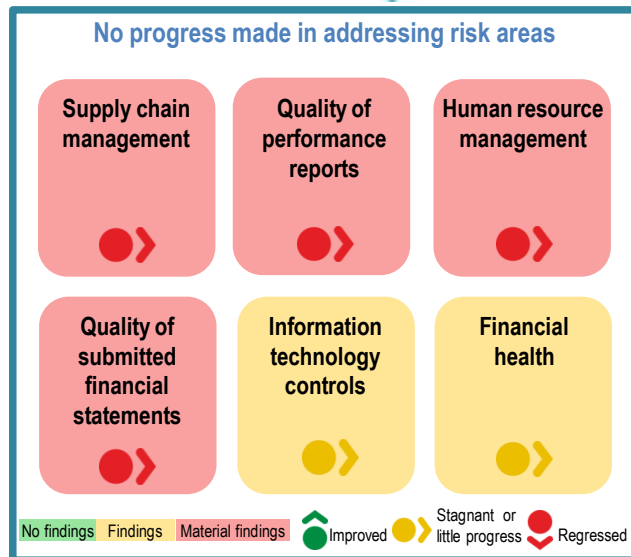 No progress made in addressing risk areas
Supply chain
management
Quality of
performance
reports
Human resource
management
Quality of
submitted
financial
statements
Information
technology
controls
Financial
health
No findings Findings Material findings Improved Stagnant or
little progress Regressed